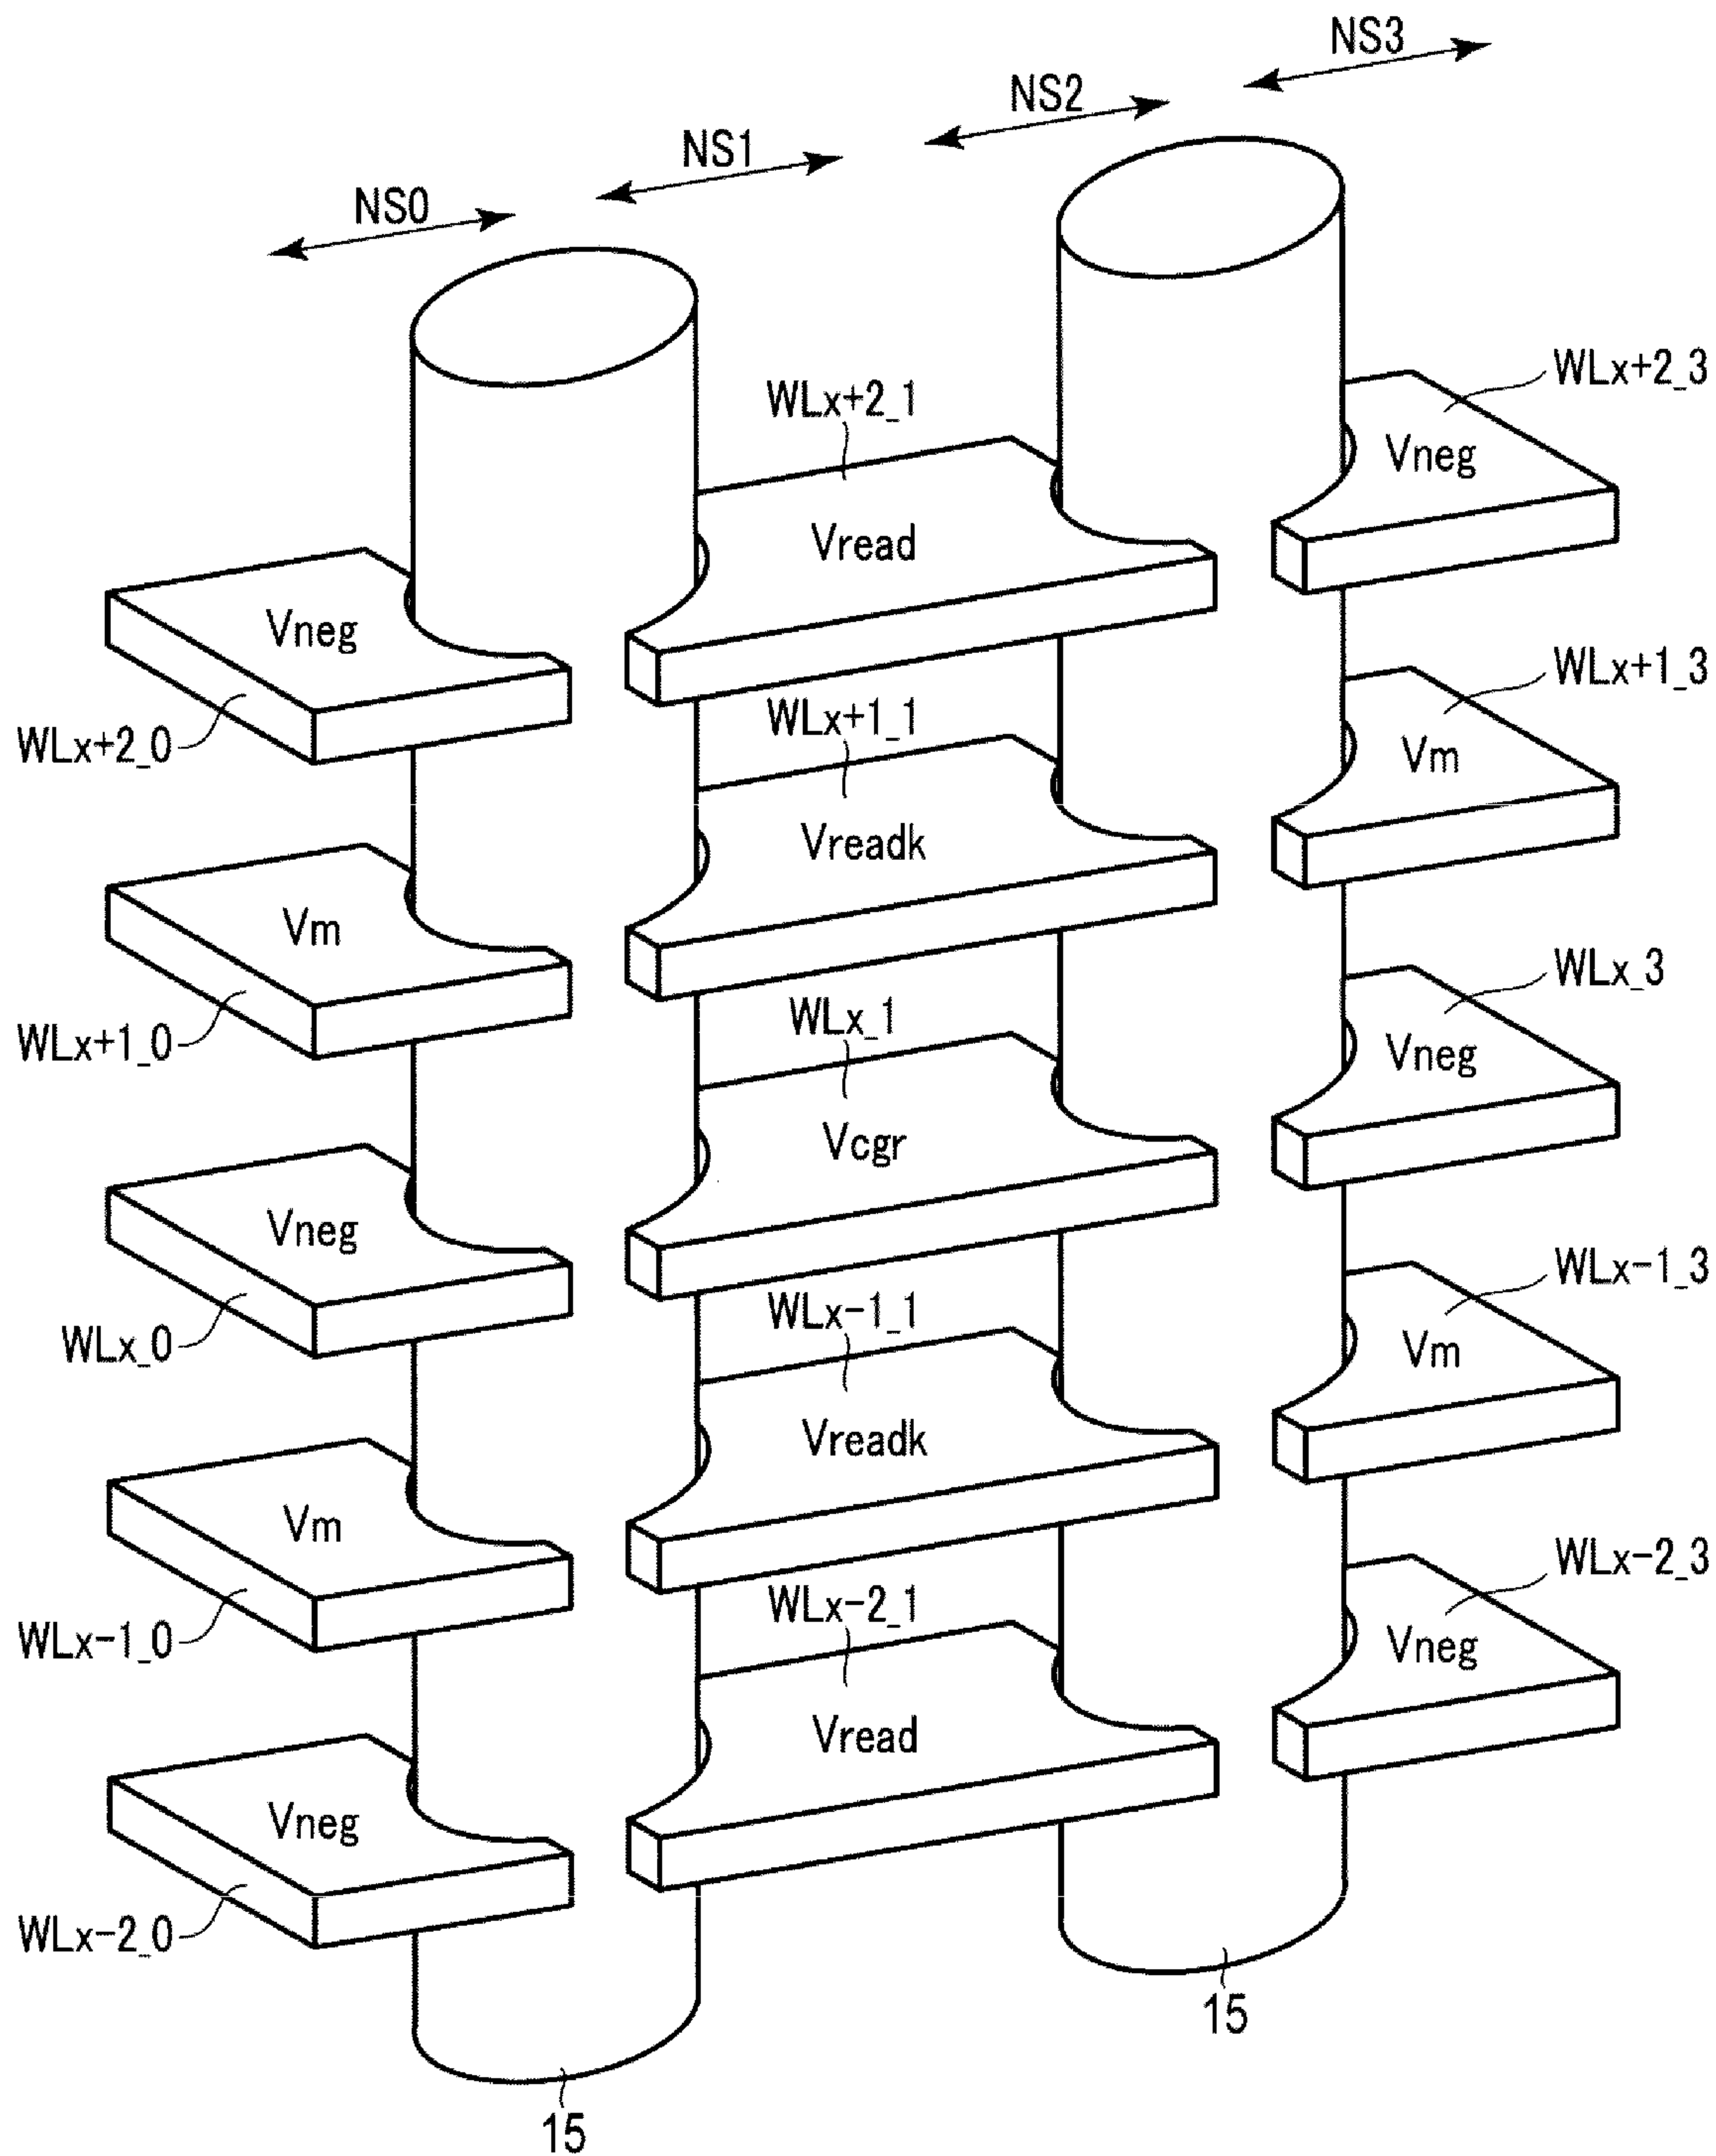 NS3
NS2
NS1
NS0
WLx+2_3
WLx+2_1
Vneg
Vread
Vneg
WLx+1_3
WLx+2_0
WLx+1_1
Vm
Vreadk
Vm
WLx_3
WLx+1_0
WLx_1
Vneg
Vcgr
Vneg
WLx-1_3
WLx_0
WLx-1_1
Vm
Vreadk
Vm
WLx-2_3
WLx-1_0
WLx-2_1
Vneg
Vread
Vneg
WLx-2_0
15
15